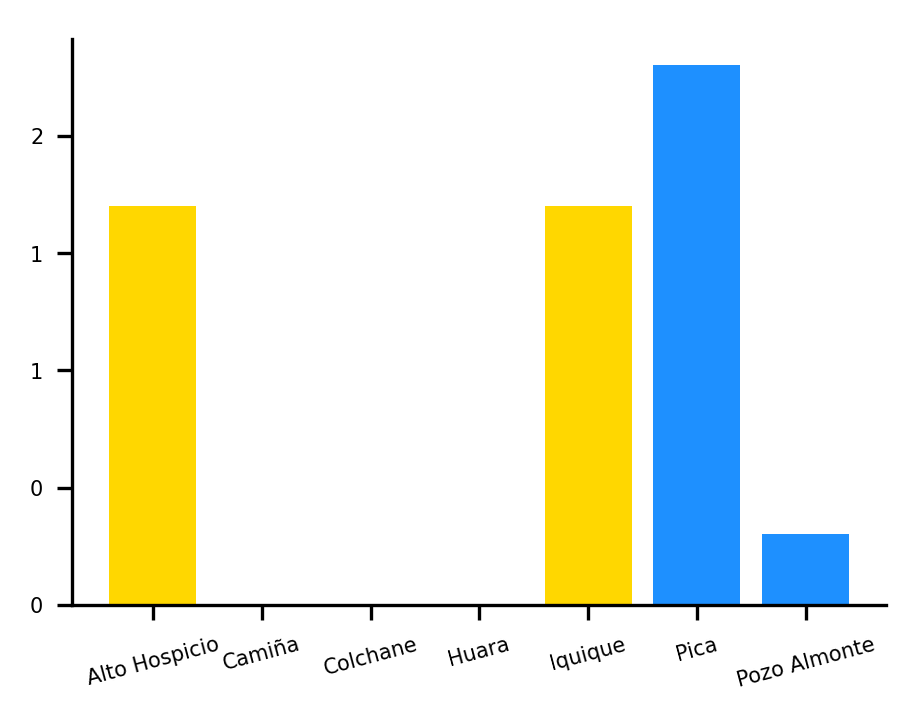 2
1
1
0
0
Alto Hospicio
Camiña
Colchane
Huara
Iquique
Pica
Pozo Almonte